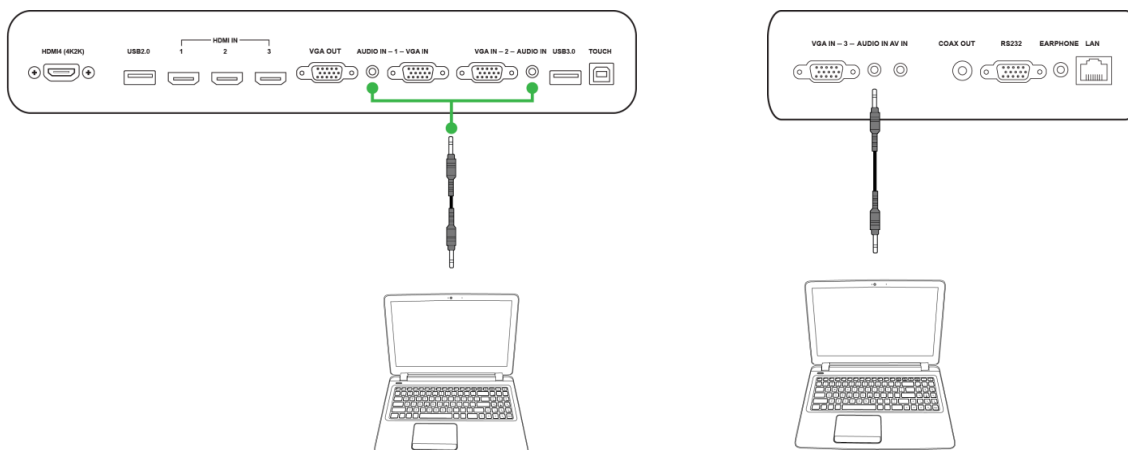 HDMI IN
HDMI4 (4K2K) USB2.0 1 2 3 VGA OUT AUDIO IN – 1 – VGA IN VGA IN – 2 – AUDIO IN USB3.0 TOUCH
VGA IN – 3 – AUDIO IN AV IN COAX OUT RS232 EARPHONE LAN